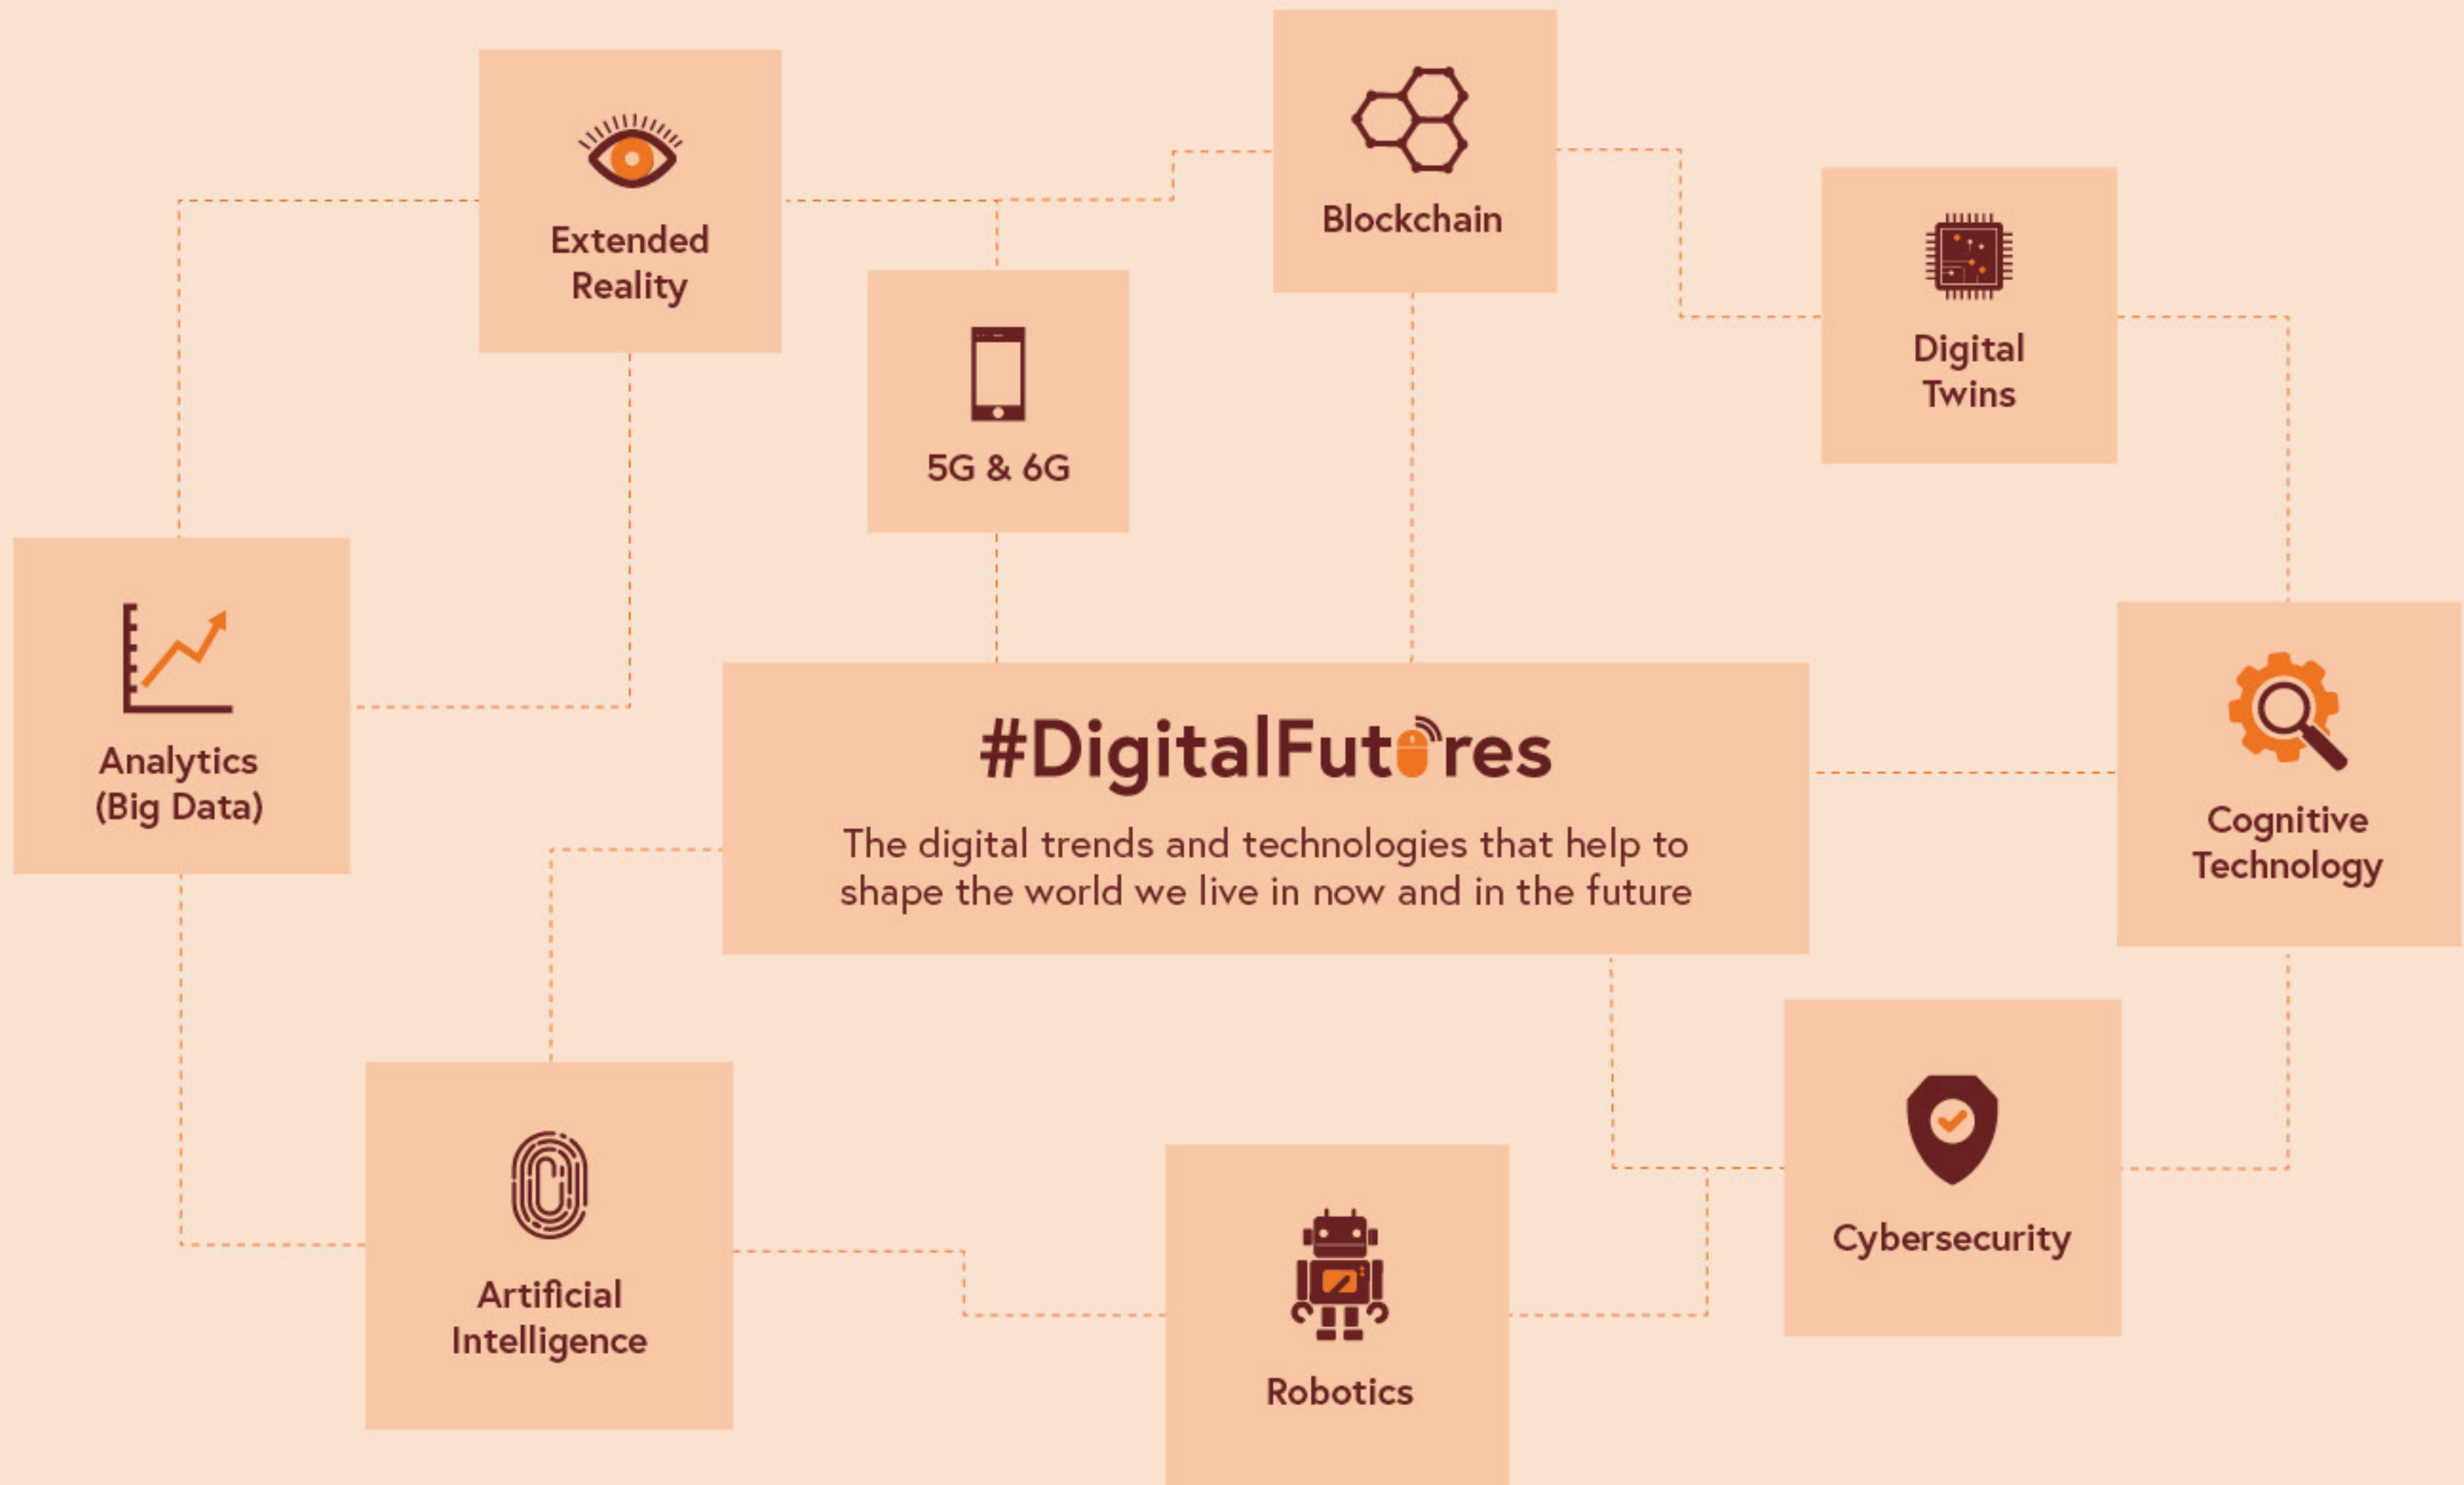 Blockchain
Extended
Reality
Digital
Twins
5G & 6G
Analytics
(Big Data)
#DigitalFutures
The digital trends and technologies that help to
shape the world we live in now and in the future
Cognitive
Technology
Cybersecurity
Artificial
Intelligence
Robotics